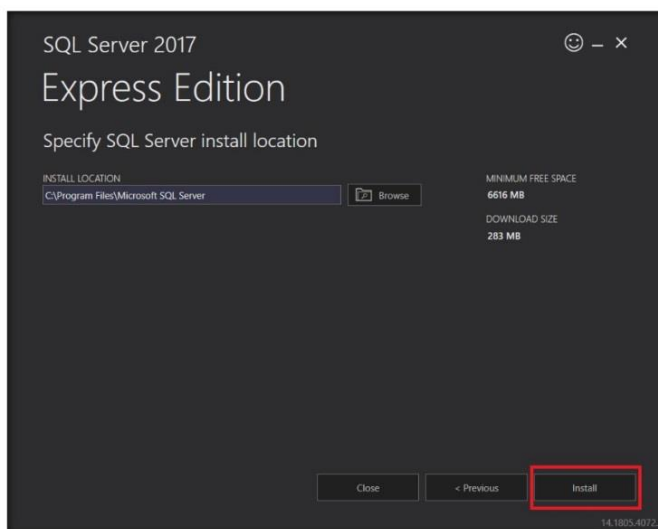 SQL Server 2017
Express Edition
Specify SQL Server install location
INSTALL LOCATION
C:\Program Files\Microsoft SQL Server
Browse
MINIMUM FREE SPACE
6616 MB
DOWNLOAD SIZE
283 MB
Close
< Previous
Install
14.1805.4072.